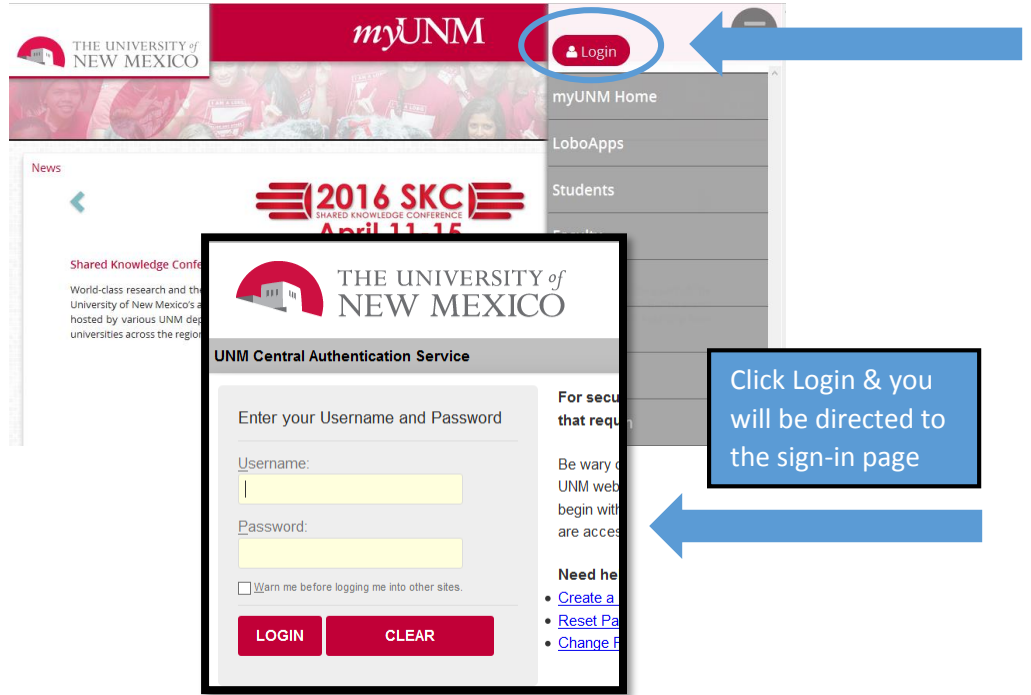 THE UNIVERSITY of
NEW MEXICO
myUNM
Login
myUNM Home
LoboApps
Students
News
2016 SKC
SHARED KNOWLEDGE CONFERENCE
April 11-15
Shared Knowledge Confe
World-class research and the
University of New Mexico's a
hosted by various UNM dep
universities across the region
THE UNIVERSITY of
NEW MEXICO
UNM Central Authentication Service
Enter your Username and Password
Username:
Password:
Warn me before logging me into other sites.
LOGIN
CLEAR
For secu
that requ
Be wary
UNM web
begin with
are acces
Need he
Create a
Reset Pa
Change
Click Login & you
will be directed to
the sign-in page